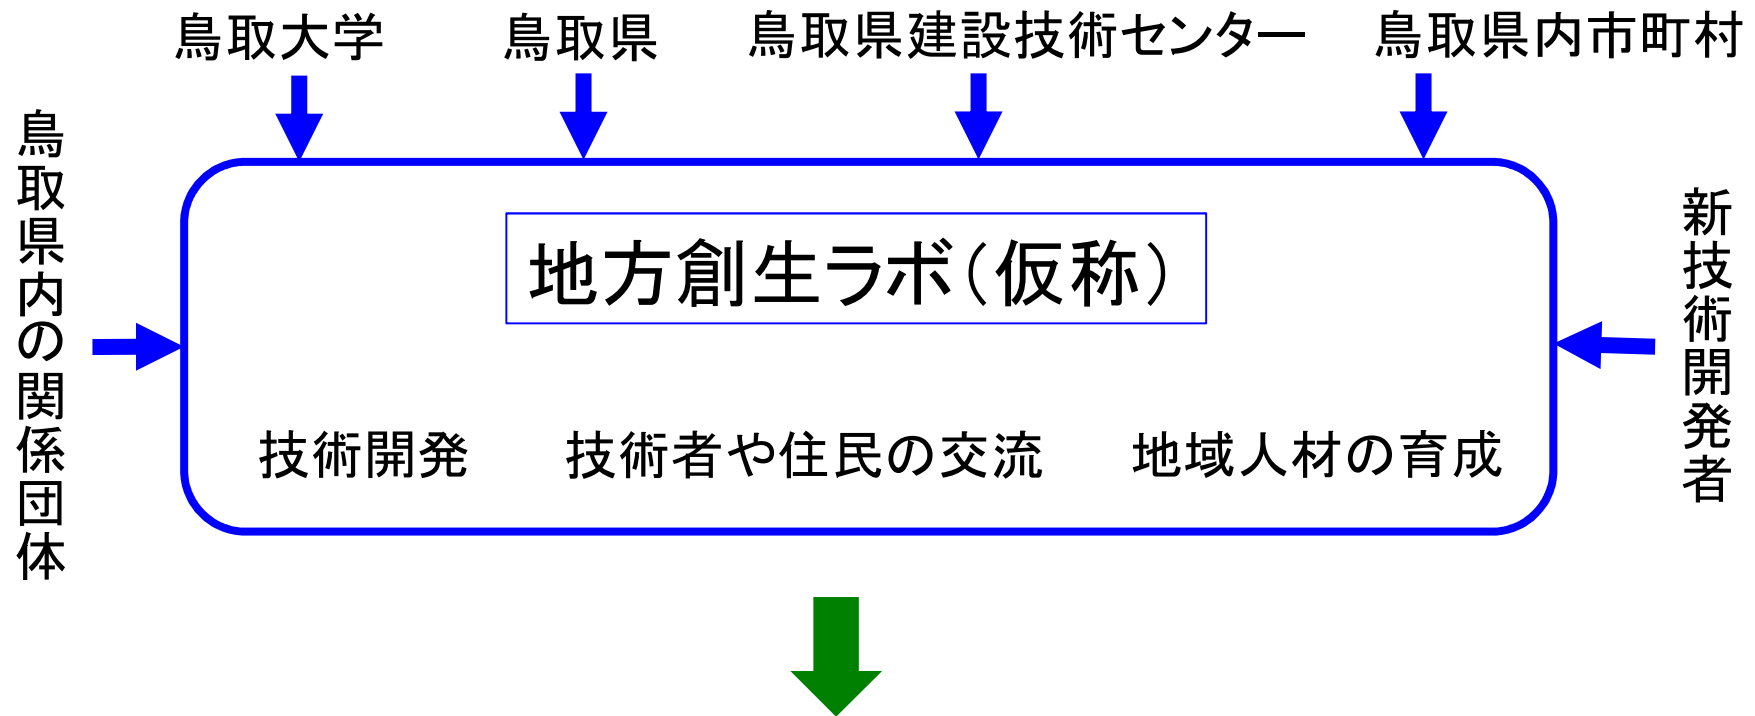 鳥取大学
鳥取県
鳥取県建設技術センター
鳥取県内市町村
鳥取県内の関係団体
地方創生ラボ(仮称)
新技術開発者
技術開発
技術者や住民の交流
地域人材の育成